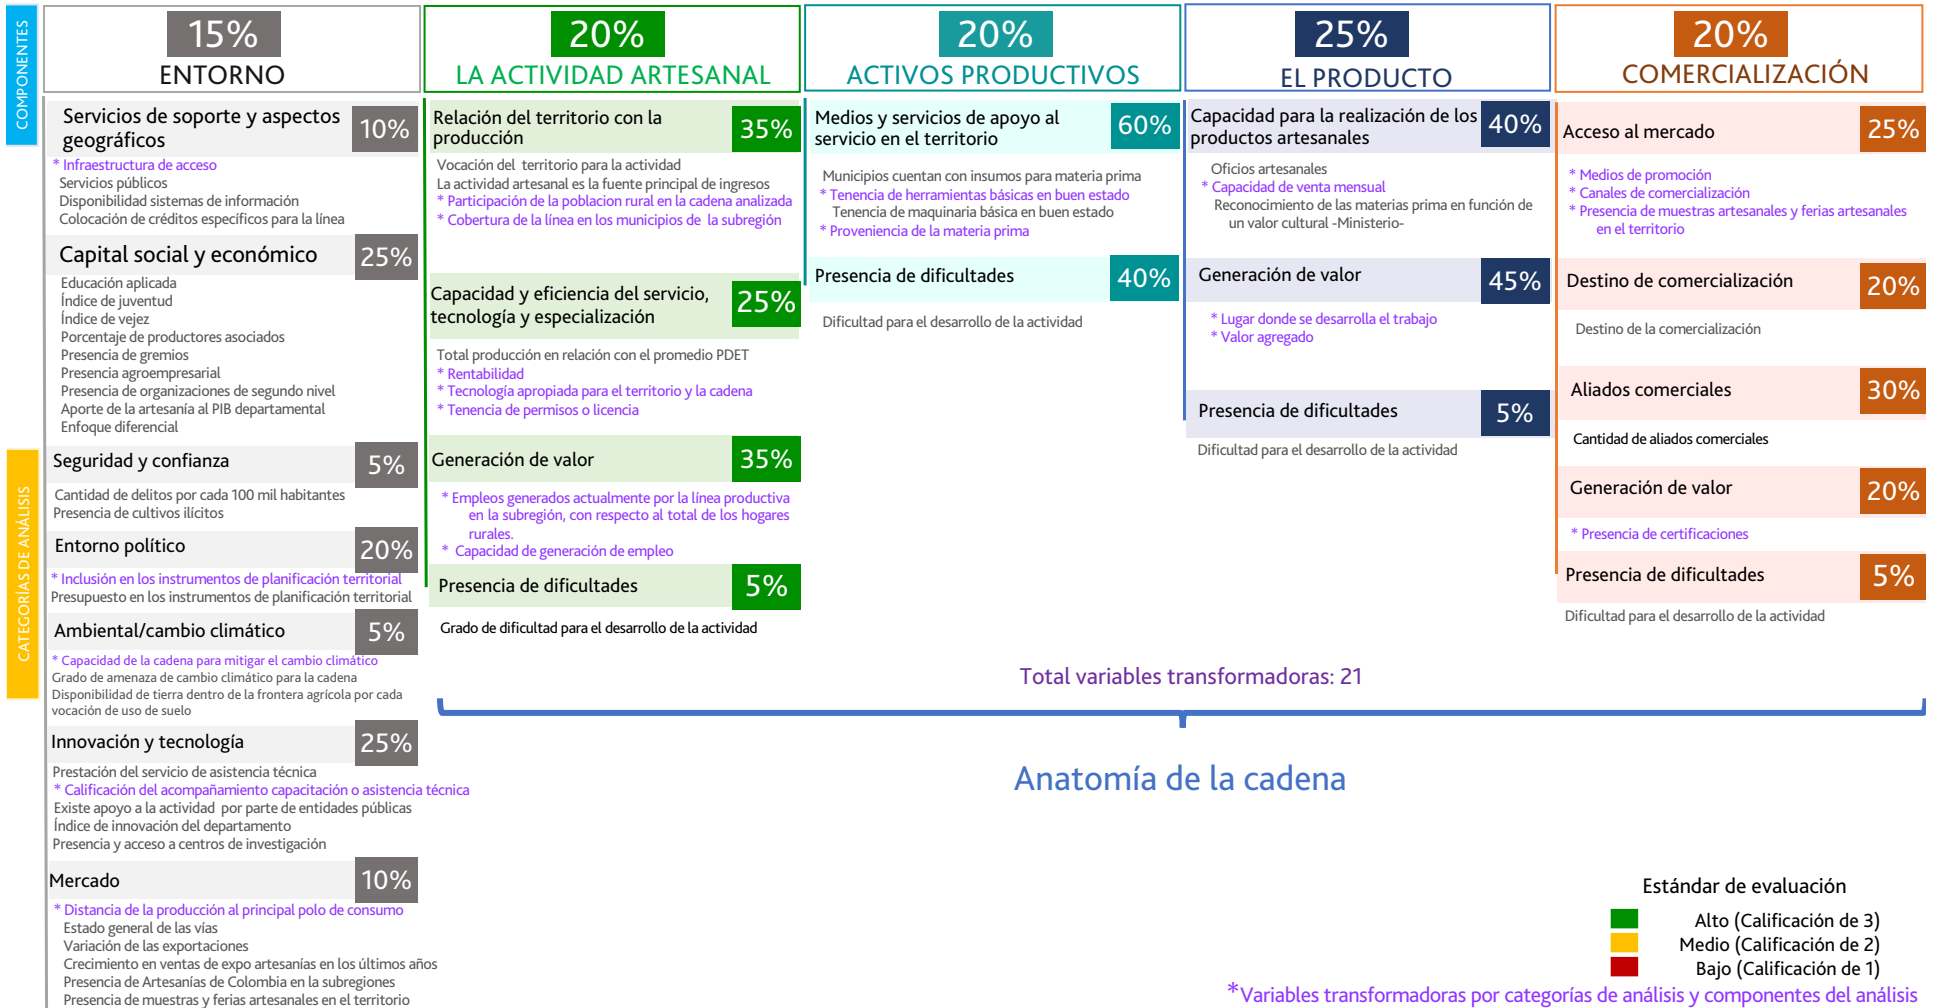 COMPONENTES
CATEGORÍAS DE ANÁLISIS
15%
ENTORNO
Servicios de soporte y aspectos
geográficos
10%
* Infraestructura de acceso
Servicios públicos
Disponibilidad sistemas de información
Colocación de créditos específicos para la línea
Capital social y económico
25%
Educación aplicada
Índice de juventud
Índice de vejez
Porcentaje de productores asociados
Presencia de gremios
Presencia agroempresarial
Presencia de organizaciones de segundo nivel
Aporte de la artesanía al PIB departamental
Enfoque diferencial
Seguridad y confianza
5%
Cantidad de delitos por cada 100 mil habitantes
Presencia de cultivos ilícitos
Entorno político
20%
* Inclusión en los instrumentos de planificación territorial
Presupuesto en los instrumentos de planificación territorial
Ambiental/cambio climático
5%
* Capacidad de la cadena para mitigar el cambio climático
Grado de amenaza de cambio climático para la cadena
Disponibilidad de tierra dentro de la frontera agrícola por cada
vocación de uso de suelo
Innovación y tecnología
25%
Prestación del servicio de asistencia técnica
* Calificación del acompañamiento capacitación o asistencia técnica
Existe apoyo a la actividad por parte de entidades públicas
Índice de innovación del departamento
Presencia y acceso a centros de investigación
Mercado
10%
* Distancia de la producción al principal polo de consumo
Estado general de las vías
Variación de las exportaciones
Crecimiento en ventas de expo artesanías en los últimos años
Presencia de Artesanías de Colombia en la subregiones
Presencia de muestras y ferias artesanales en el territorio
20%
LA ACTIVIDAD ARTESANAL
Relación del territorio con la
producción
35%
Vocación del territorio para la actividad
La actividad artesanal es la fuente principal de ingresos
* Participación de la poblacion rural en la cadena analizada
* Cobertura de la línea en los municipios de la subregión
Capacidad y eficiencia del servicio,
tecnología y especialización
25%
Total producción en relación con el promedio PDET
* Rentabilidad
* Tecnología apropiada para el territorio y la cadena
* Tenencia de permisos o licencia
Generación de valor
35%
* Empleos generados actualmente por la línea productiva
en la subregión, con respecto al total de los hogares
rurales.
* Capacidad de generación de empleo
Presencia de dificultades
5%
Grado de dificultad para el desarrollo de la actividad
20%
ACTIVOS PRODUCTIVOS
Medios y servicios de apoyo al
servicio en el territorio
60%
Municipios cuentan con insumos para materia prima
* Tenencia de herramientas básicas en buen estado
Tenencia de maquinaria básica en buen estado
* Proveniencia de la materia prima
Presencia de dificultades
40%
Dificultad para el desarrollo de la actividad
25%
EL PRODUCTO
Capacidad para la realización de los
productos artesanales
40%
Oficios artesanales
* Capacidad de venta mensual
Reconocimiento de las materias prima en función de
un valor cultural -Ministerio-
Generación de valor
45%
* Lugar donde se desarrolla el trabajo
* Valor agregado
Presencia de dificultades
5%
Dificultad para el desarrollo de la actividad
20%
COMERCIALIZACIÓN
Acceso al mercado
25%
* Medios de promoción
* Canales de comercialización
* Presencia de muestras artesanales y ferias artesanales
en el territorio
Destino de comercialización
20%
Destino de la comercialización
Aliados comerciales
30%
Cantidad de aliados comerciales
Generación de valor
20%
* Presencia de certificaciones
Presencia de dificultades
5%
Dificultad para el desarrollo de la actividad
Total variables transformadoras: 21
Anatomía de la cadena
Estándar de evaluación
Alto (Calificación de 3)
Medio (Calificación de 2)
Bajo (Calificación de 1)
*Variables transformadoras por categorías de análisis y componentes del análisis